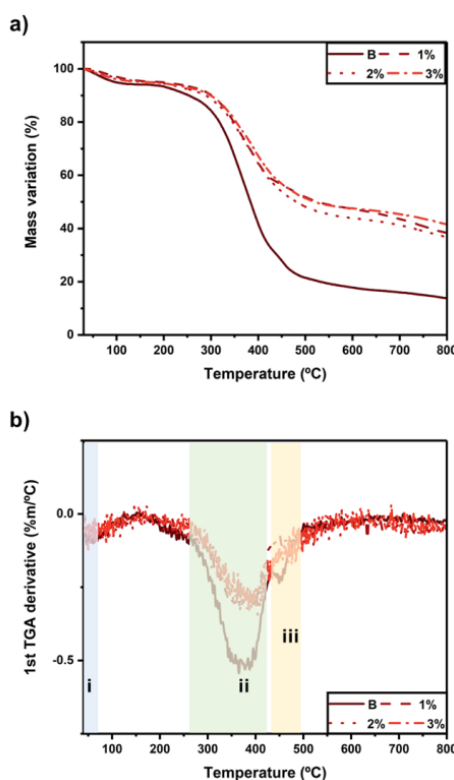 a)
B 1%
2% 3%
100
80
60
40
20
0
Mass variation (%)
100 200 300 400 500 600 700 800
Temperature (ºC)
b)
0.0
-0.5
1st TGA derivative (%m/ºC)
i
ii
iii
B 1%
2% 3%
100 200 300 400 500 600 700 800
Temperature (ºC)